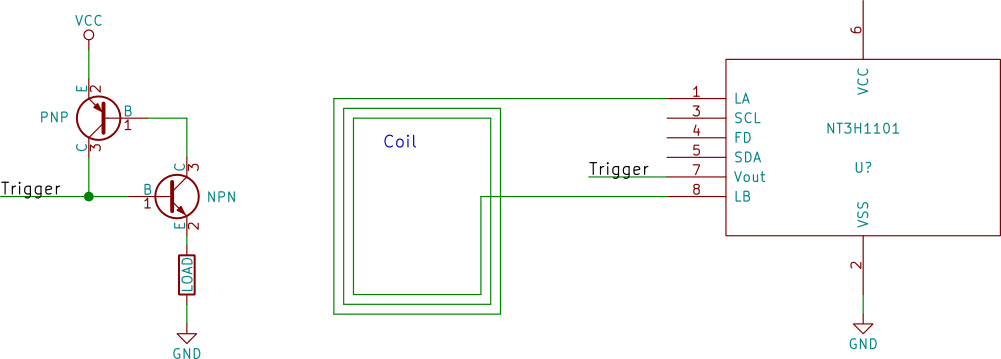 VCC
E
2
PNP
B
1
C
3
Trigger
C
3
B
1
NPN
E
2
LOAD
GND
Coil
Trigger
6
VCC
1
LA
3
SCL
4
FD
5
SDA
7
Vout
8
LB
NT3H1101
U?
VSS
2
GND